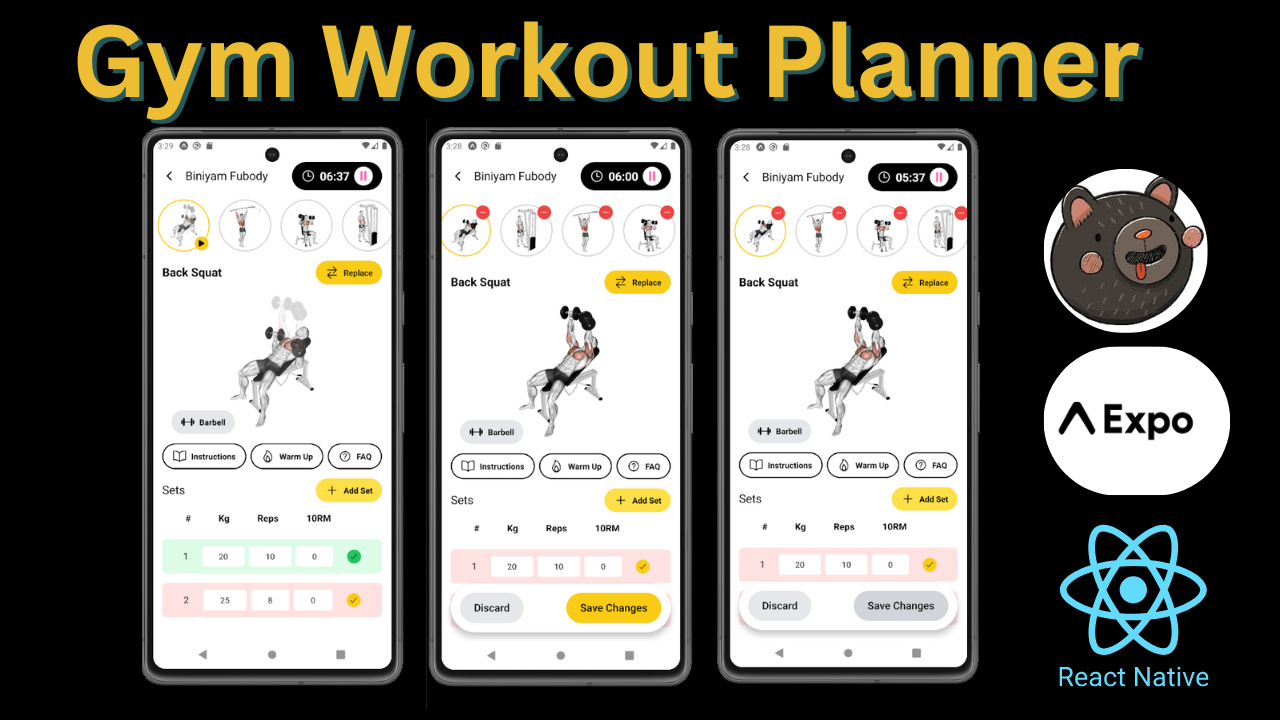 Gym Workout Planner
3:29
Biniyam Fubody
06:37
Back Squat
Replace
Barbell
Instructions
Warm Up
FAQ
Sets
Add Set
# Kg Reps 10RM
1 20 10 0
2 25 8 0
3:28
Biniyam Fubody
06:00
Back Squat
Replace
Barbell
Instructions
Warm Up
FAQ
Sets
Add Set
# Kg Reps 10RM
1 20 10 0
Discard
Save Changes
3:28
Biniyam Fubody
05:37
Back Squat
Replace
Barbell
Instructions
Warm Up
FAQ
Sets
Add Set
# Kg Reps 10RM
1 20 10 0
Discard
Save Changes
Expo
React Native